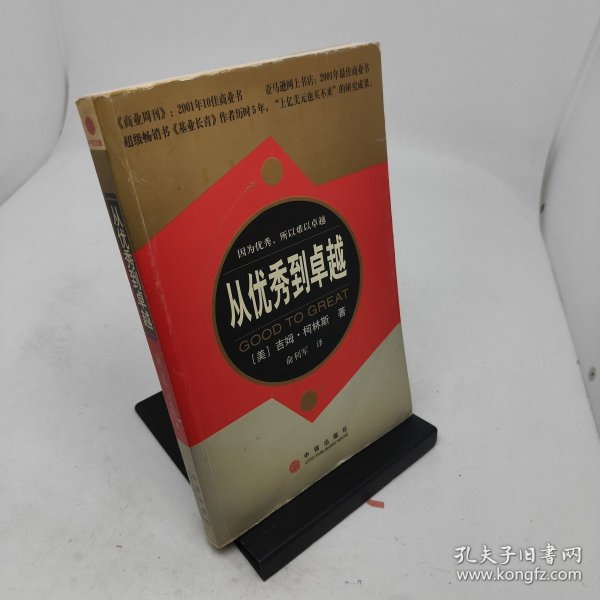 《商业周刊》：2001年10佳商业书 亚马逊网上书店：2001年最佳商业书
超级畅销书《基业长青》作者历时5年，“上亿美元也买不来”的研究成果。
因为优秀，所以难以卓越
从优秀到卓越
GOOD TO GREAT
［美］吉姆·柯林斯 著
俞利军 译
中信出版社
CITIC PUBLISHING HOUSE
从优秀到卓越
孔夫子旧书网
www.kongfz.com